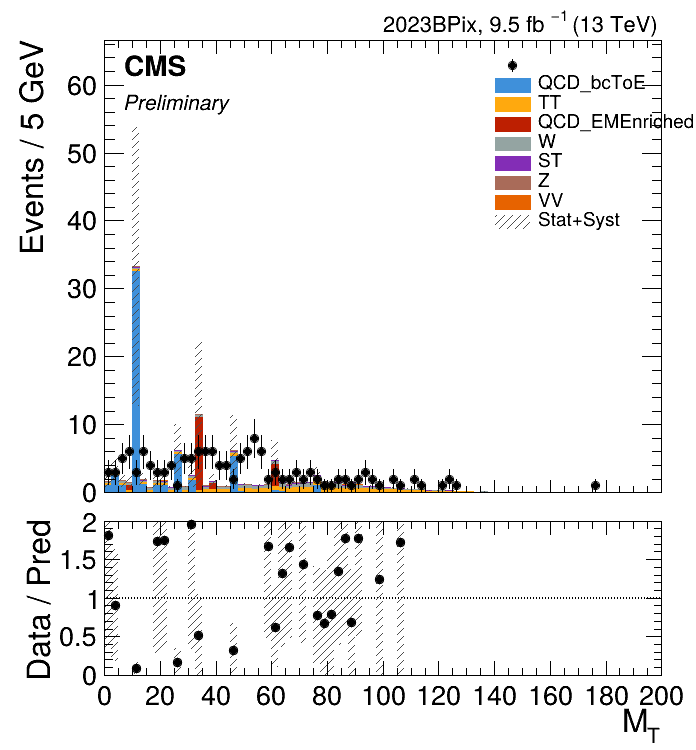 2023BPix, 9.5 fb⁻¹ (13 TeV)
CMS
Preliminary
QCD_bcToE
TT
QCD_EMEnriched
W
ST
Z
VV
Stat+Syst
Events / 5 GeV
60
50
40
30
20
10
0
Data / Pred
2
1.5
1
0.5
0
0 20 40 60 80 100 120 140 160 180 200
M_T